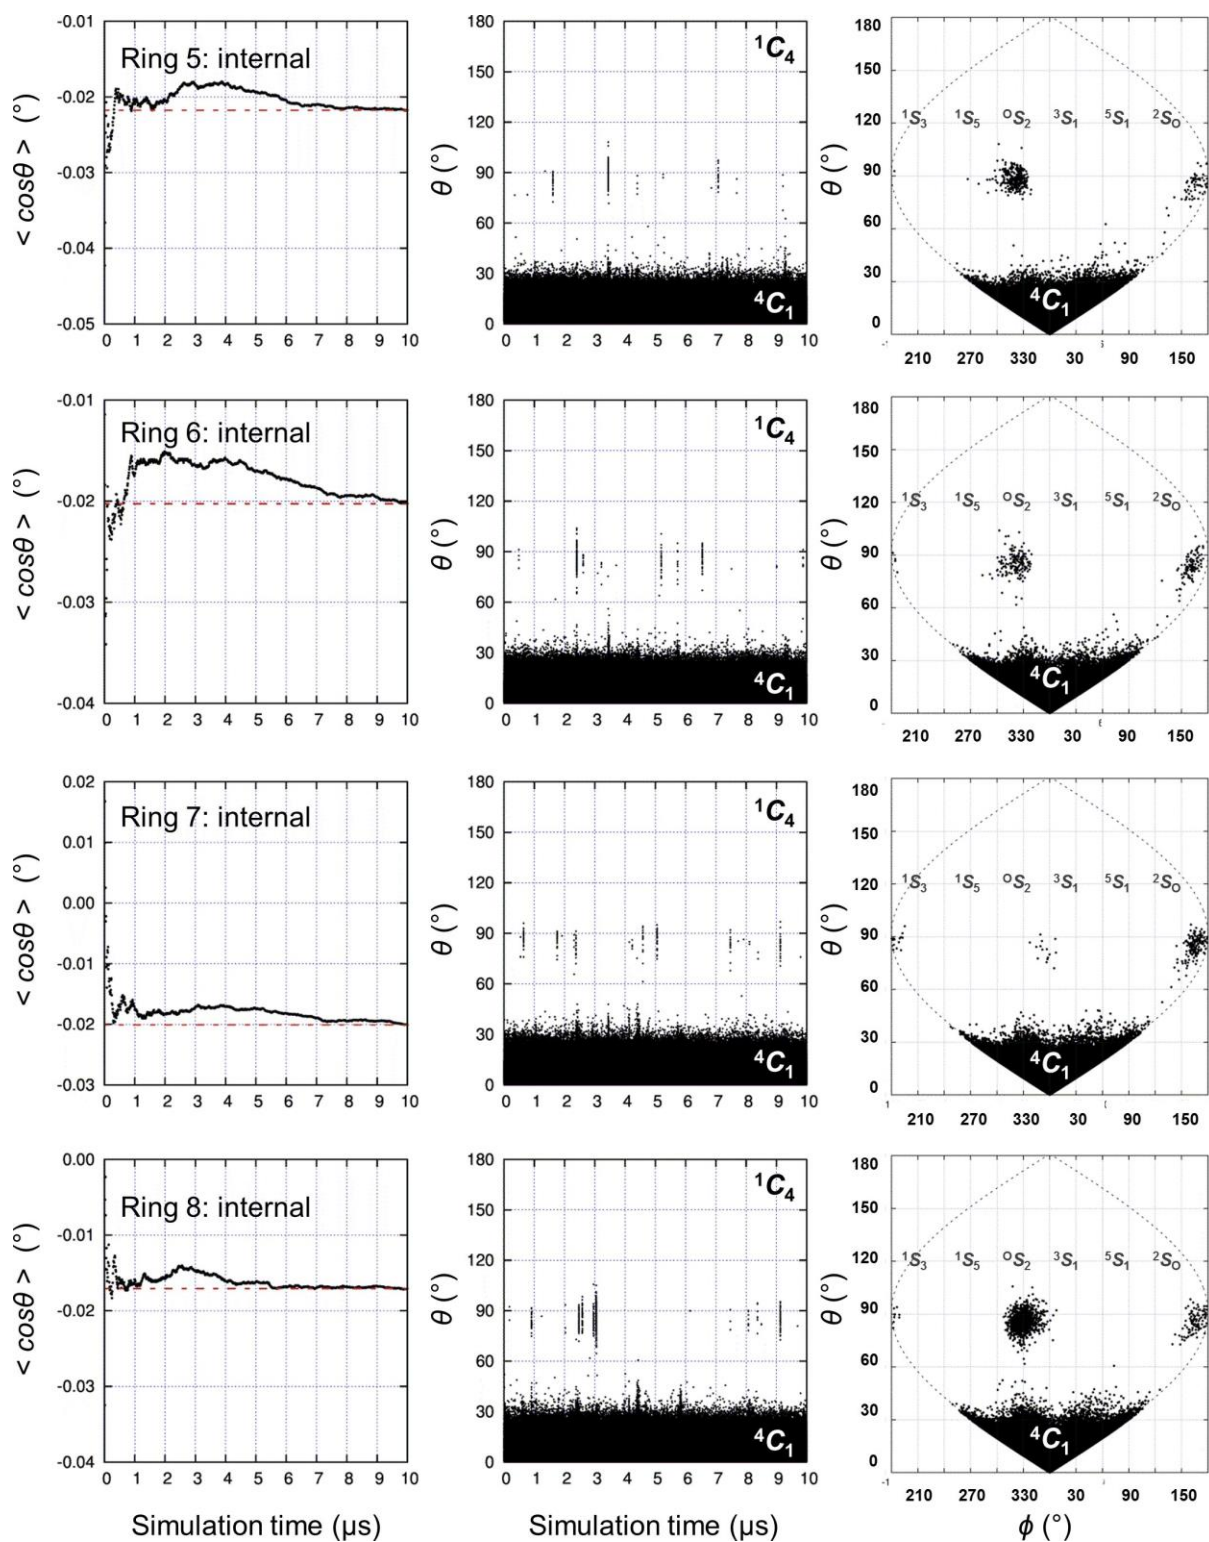 -0.01
-0.02
-0.03
-0.04
-0.05
< cosθ > (°)
Ring 5: internal
0 1 2 3 4 5 6 7 8 9 10
180
150
120
90
60
30
0
θ (°)
¹C₄
⁴C₁
0 1 2 3 4 5 6 7 8 9 10
180
150
120
90
60
30
0
θ (°)
¹S₃ ¹S₅ ᴼS₂ ³S₁ ⁵S₁ ²Sₒ
⁴C₁
210 270 330 30 90 150
-0.01
-0.02
-0.03
-0.04
< cosθ > (°)
Ring 6: internal
0 1 2 3 4 5 6 7 8 9 10
180
150
120
90
60
30
0
θ (°)
¹C₄
⁴C₁
0 1 2 3 4 5 6 7 8 9 10
180
150
120
90
60
30
0
θ (°)
¹S₃ ¹S₅ ᴼS₂ ³S₁ ⁵S₁ ²Sₒ
⁴C₁
210 270 330 30 90 150
0.02
0.01
0.00
-0.01
-0.02
-0.03
< cosθ > (°)
Ring 7: internal
0 1 2 3 4 5 6 7 8 9 10
180
150
120
90
60
30
0
θ (°)
¹C₄
⁴C₁
0 1 2 3 4 5 6 7 8 9 10
180
150
120
90
60
30
0
θ (°)
¹S₃ ¹S₅ ᴼS₂ ³S₁ ⁵S₁ ²Sₒ
⁴C₁
210 270 330 30 90 150
0.00
-0.01
-0.02
-0.03
-0.04
< cosθ > (°)
Ring 8: internal
0 1 2 3 4 5 6 7 8 9 10
Simulation time (µs)
180
150
120
90
60
30
0
θ (°)
¹C₄
⁴C₁
0 1 2 3 4 5 6 7 8 9 10
Simulation time (µs)
180
150
120
90
60
30
0
θ (°)
¹S₃ ¹S₅ ᴼS₂ ³S₁ ⁵S₁ ²Sₒ
⁴C₁
-1
210 270 330 30 90 150
ϕ (°)